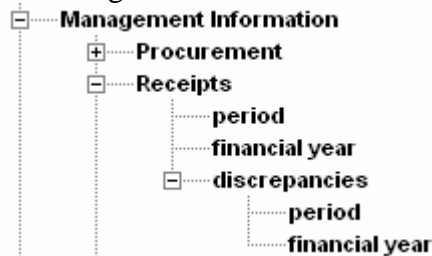 Management Information
Procurement
Receipts
period
financial year
discrepancies
period
financial year